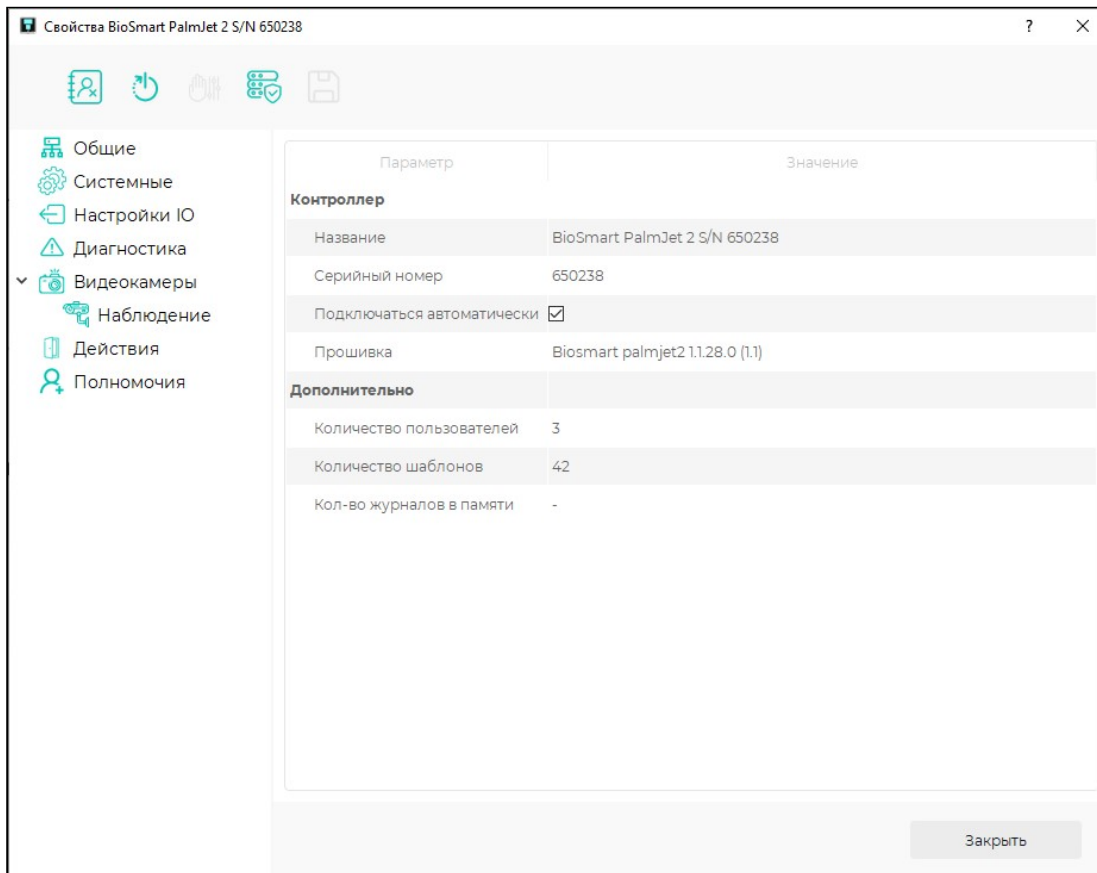 Свойства BioSmart PalmJet 2 S/N 650238
?
Общие
Системные
Настройки IO
Диагностика
Видеокамеры
Наблюдение
Действия
Полномочия
Параметр Значение
Контроллер
Название BioSmart PalmJet 2 S/N 650238
Серийный номер 650238
Подключаться автоматически
Прошивка Biosmart palmjet2 1.1.28.0 (1.1)
Дополнительно
Количество пользователей 3
Количество шаблонов 42
Кол-во журналов в памяти -
Закрыть